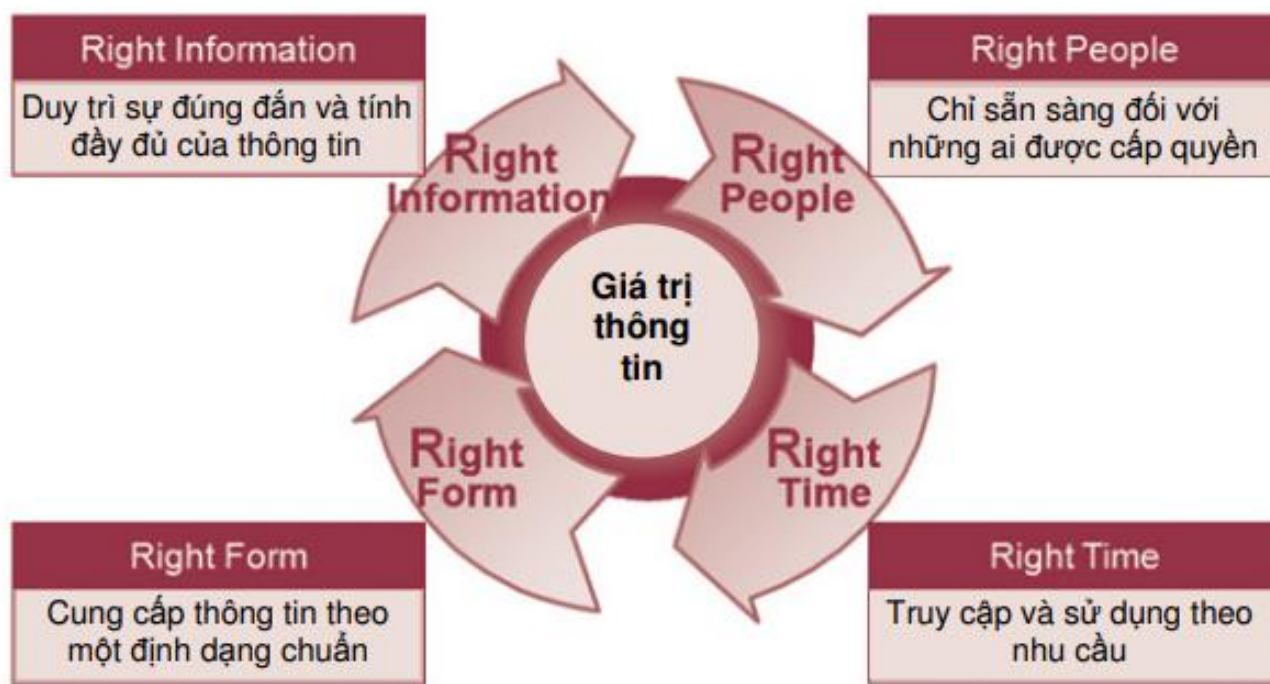 Right Information
Duy trì sự đúng đắn và tính
đầy đủ của thông tin
Right People
Chỉ sẵn sàng đối với
những ai được cấp quyền
Right
Information
Right
People
Giá trị
thông
tin
Right
Form
Right
Time
Right Form
Cung cấp thông tin theo
một định dạng chuẩn
Right Time
Truy cập và sử dụng theo
nhu cầu